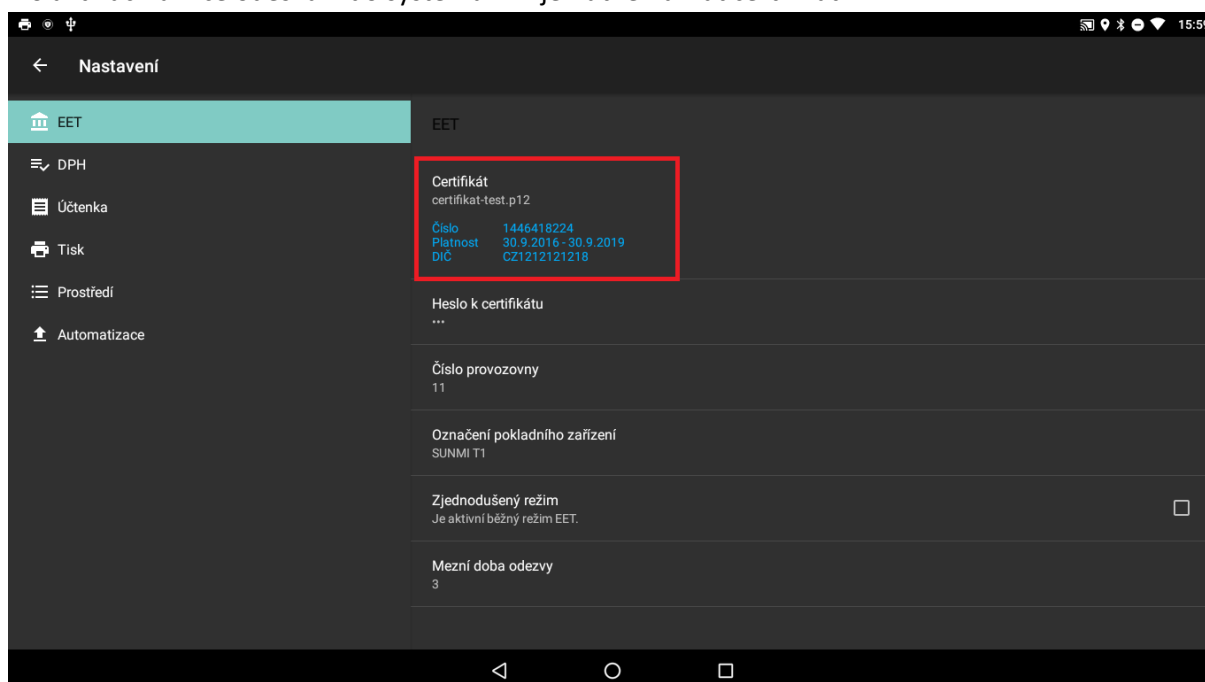 15:59
Nastavení
EET
DPH
Účtenka
Tisk
Prostředí
Automatizace
EET
Certifikát
certifikat-test.p12
Číslo 1446418224
Platnost 30.9.2016 - 30.9.2019
DIČ CZ1212121218
Heslo k certifikátu
•••
Číslo provozovny
11
Označení pokladního zařízení
SUNMI T1
Zjednodušený režim
Je aktivní běžný režim EET.
Mezní doba odezvy
3